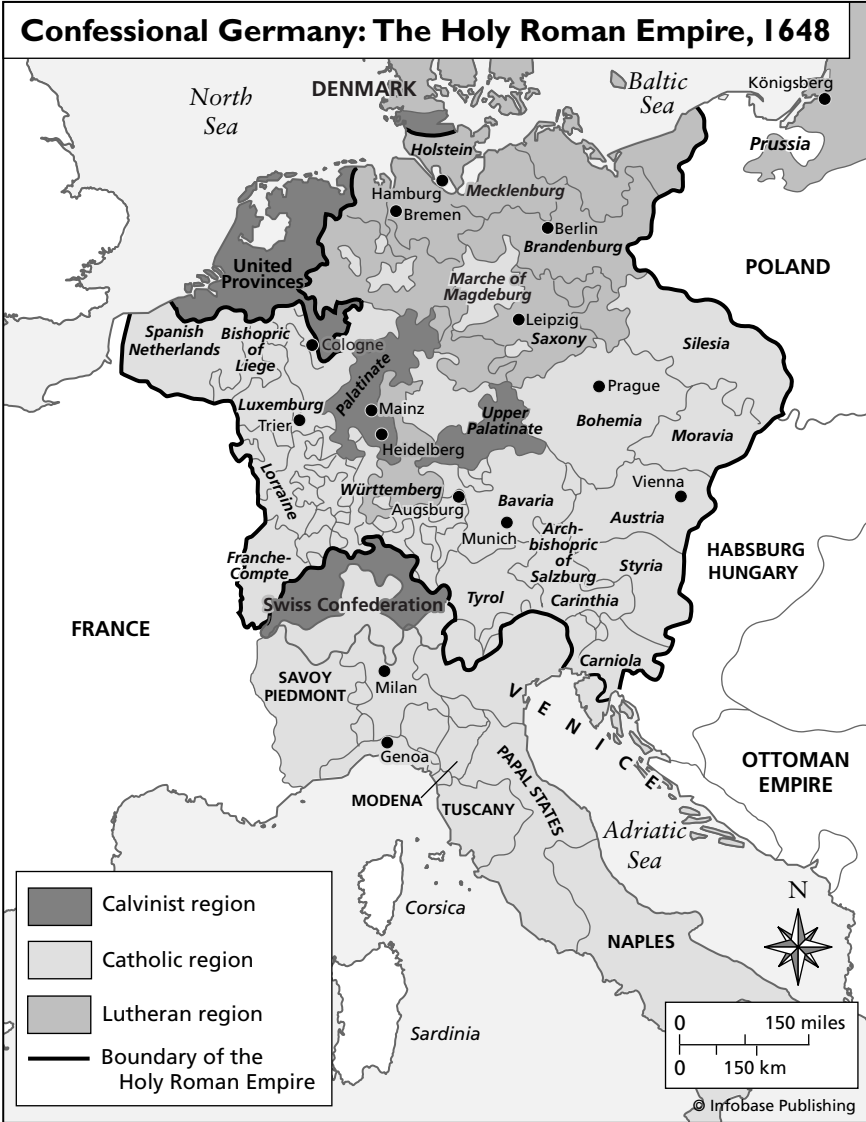 Confessional Germany: The Holy Roman Empire, 1648
North
Sea
DENMARK
Baltic
Sea
Königsberg
Prussia
Holstein
Hamburg
Mecklenburg
Bremen
Berlin
Brandenburg
POLAND
United
Provinces
Marche of
Magdeburg
Leipzig
Saxony
Silesia
Spanish
Netherlands
Bishopric
of
Liege
Cologne
Palatinate
Prague
Bohemia
Moravia
Luxemburg
Trier
Mainz
Heidelberg
Upper
Palatinate
Lorraine
Württemberg
Augsburg
Bavaria
Munich
Vienna
Austria
Arch-
bishopric
of
Salzburg
Styria
HABSBURG
HUNGARY
Franche-
Compte
Swiss Confederation
Tyrol
Carinthia
Carniola
FRANCE
SAVOY
PIEDMONT
Milan
VENICE
Genoa
MODENA
TUSCANY
PAPAL STATES
OTTOMAN
EMPIRE
Adriatic
Sea
Corsica
NAPLES
Sardinia
N
Calvinist region
Catholic region
Lutheran region
Boundary of the
Holy Roman Empire
0 150 miles
0 150 km
© Infobase Publishing